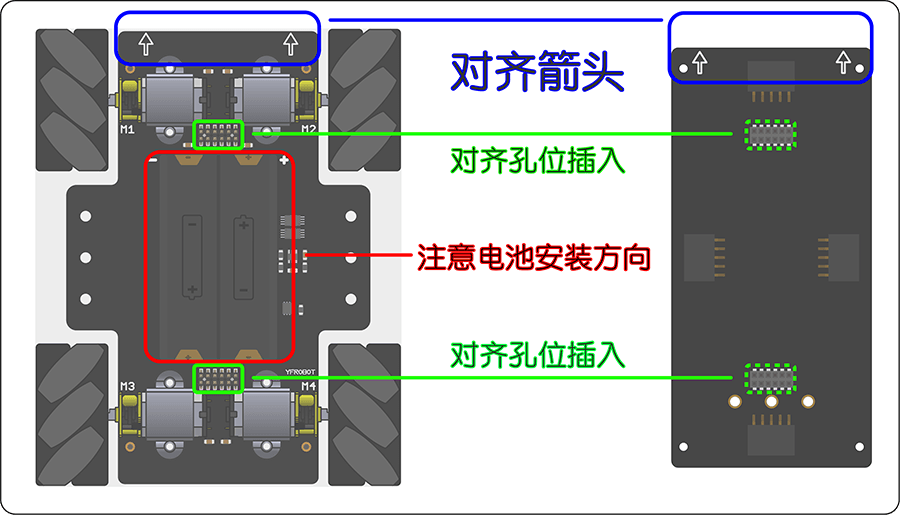 对齐箭头
M1
M2
对齐孔位插入
- +
- +
- +
注意电池安装方向
+ -
- +
对齐孔位插入
YFROBOT
M3
M4